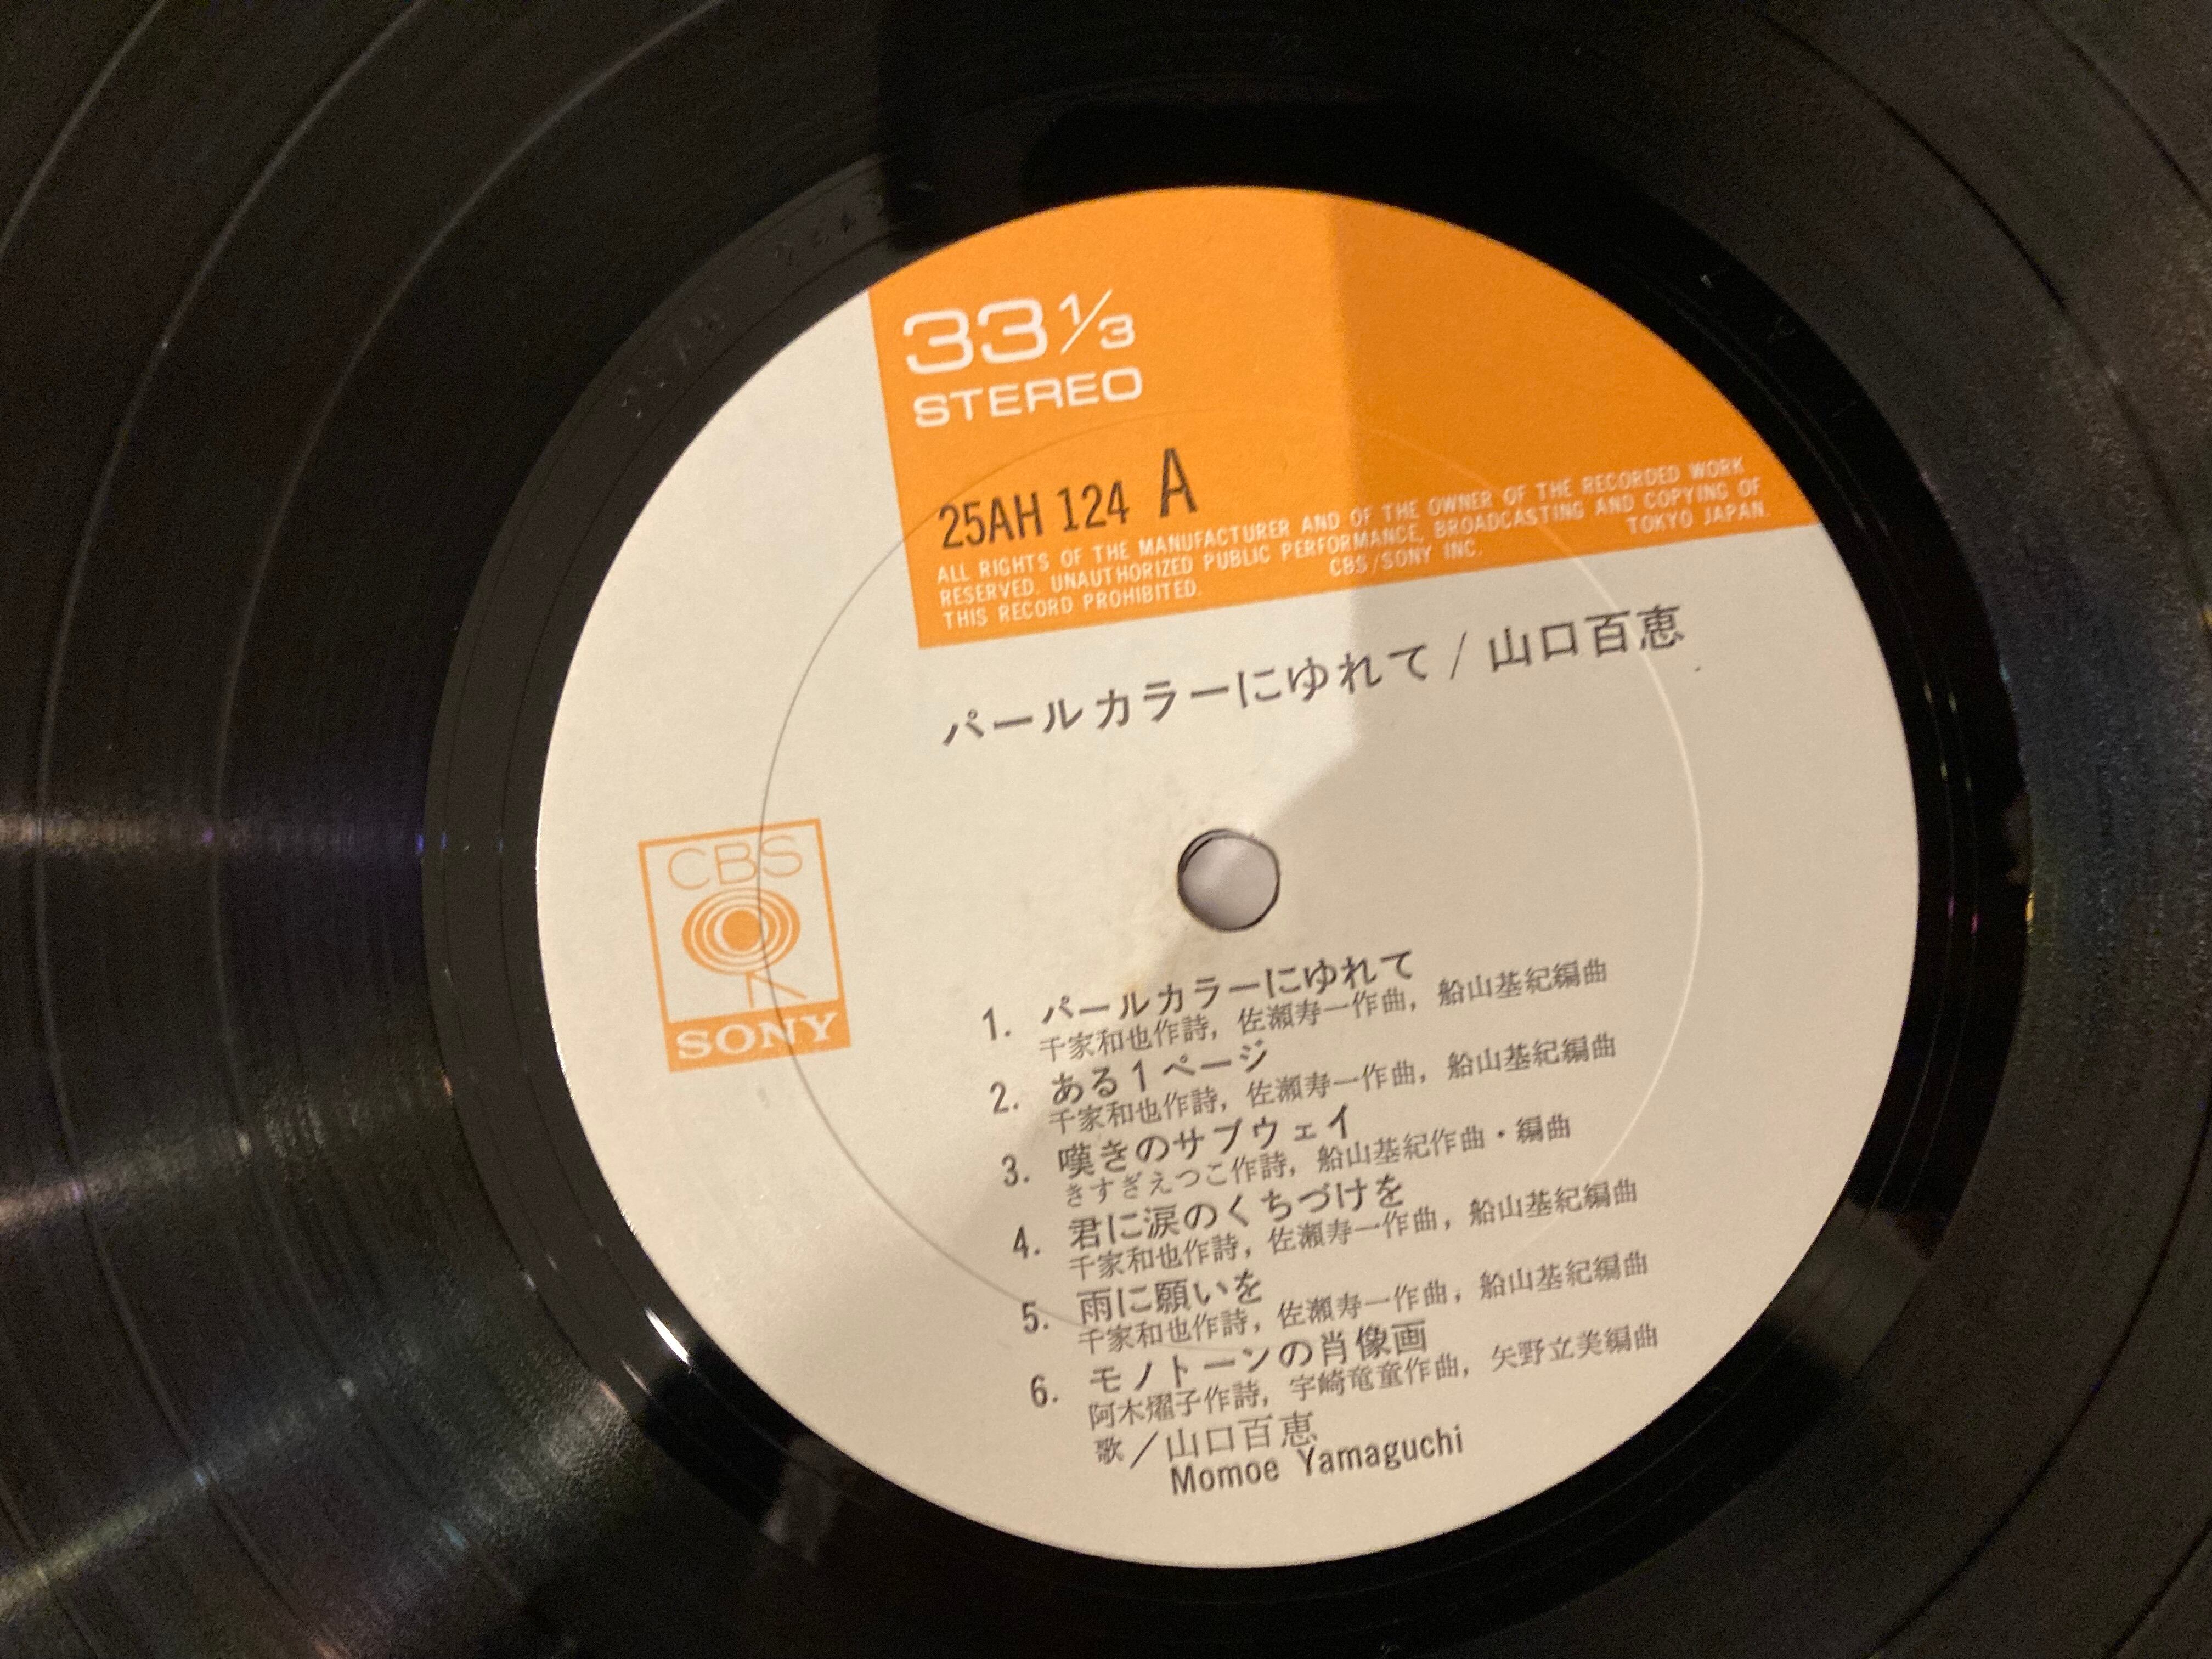 33 1/3
STEREO
25AH 124 A
ALL RIGHTS OF THE MANUFACTURER AND OF THE OWNER OF THE RECORDED WORK
RESERVED. UNAUTHORIZED PUBLIC PERFORMANCE, BROADCASTING AND COPYING OF
THIS RECORD PROHIBITED. CBS/SONY INC. TOKYO JAPAN.
パールカラーにゆれて / 山口百恵
CBS
SONY
1. パールカラーにゆれて
千家和也作詩, 佐瀬寿一作曲, 船山基紀編曲
2. ある1ページ
千家和也作詩, 佐瀬寿一作曲, 船山基紀編曲
3. 嘆きのサブウェイ
きすぎえつこ作詩, 船山基紀作曲・編曲
4. 君に涙のくちづけを
千家和也作詩, 佐瀬寿一作曲, 船山基紀編曲
5. 雨に願いを
千家和也作詩, 佐瀬寿一作曲, 船山基紀編曲
6. モノトーンの肖像画
阿木燿子作詩, 宇崎竜童作曲, 矢野立美編曲
歌/山口百恵
Momoe Yamaguchi